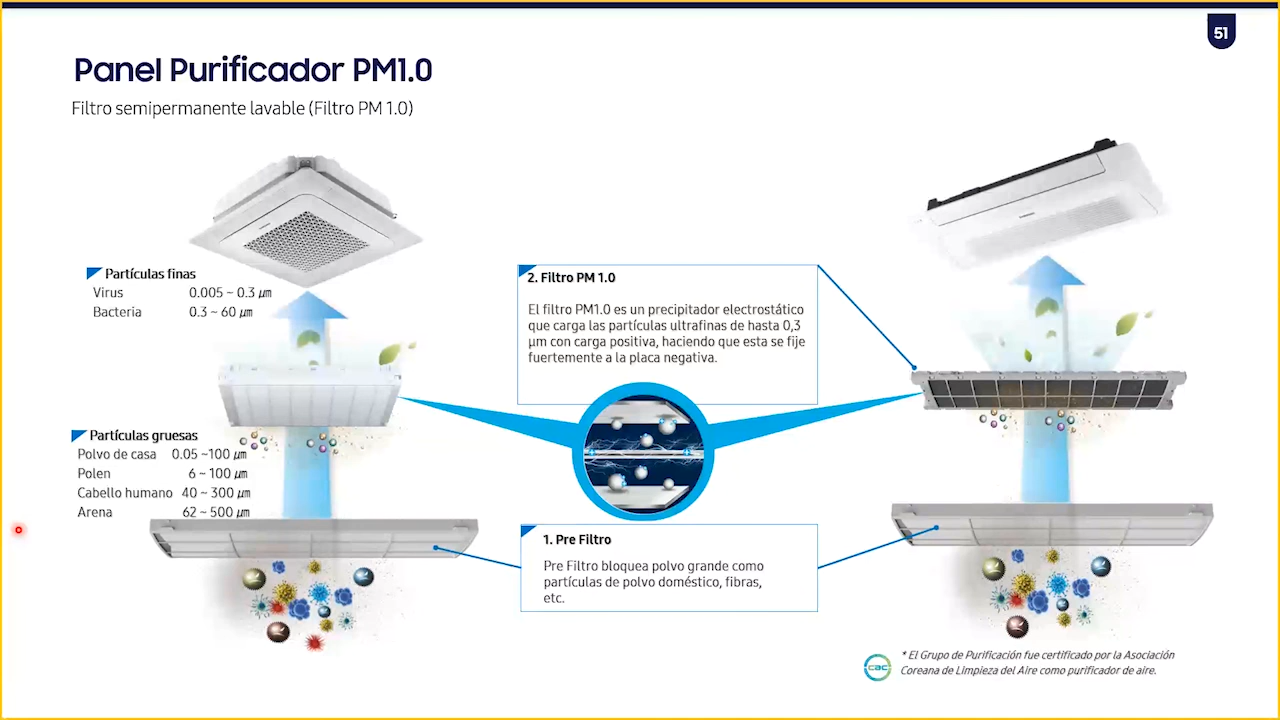 51
Panel Purificador PM1.0
Filtro semipermanente lavable (Filtro PM 1.0)
Partículas finas
Virus 0.005 ~ 0.3 ㎛
Bacteria 0.3 ~ 60 ㎛
2. Filtro PM 1.0
El filtro PM1.0 es un precipitador electrostático
que carga las partículas ultrafinas de hasta 0,3
µm con carga positiva, haciendo que esta se fije
fuertemente a la placa negativa.
Partículas gruesas
Polvo de casa 0.05 ~100 ㎛
Polen 6 ~ 100 ㎛
Cabello humano 40 ~ 300 ㎛
Arena 62 ~ 500 ㎛
1. Pre Filtro
Pre Filtro bloquea polvo grande como
partículas de polvo doméstico, fibras,
etc.
cac
* El Grupo de Purificación fue certificado por la Asociación
Coreana de Limpieza del Aire como purificador de aire.